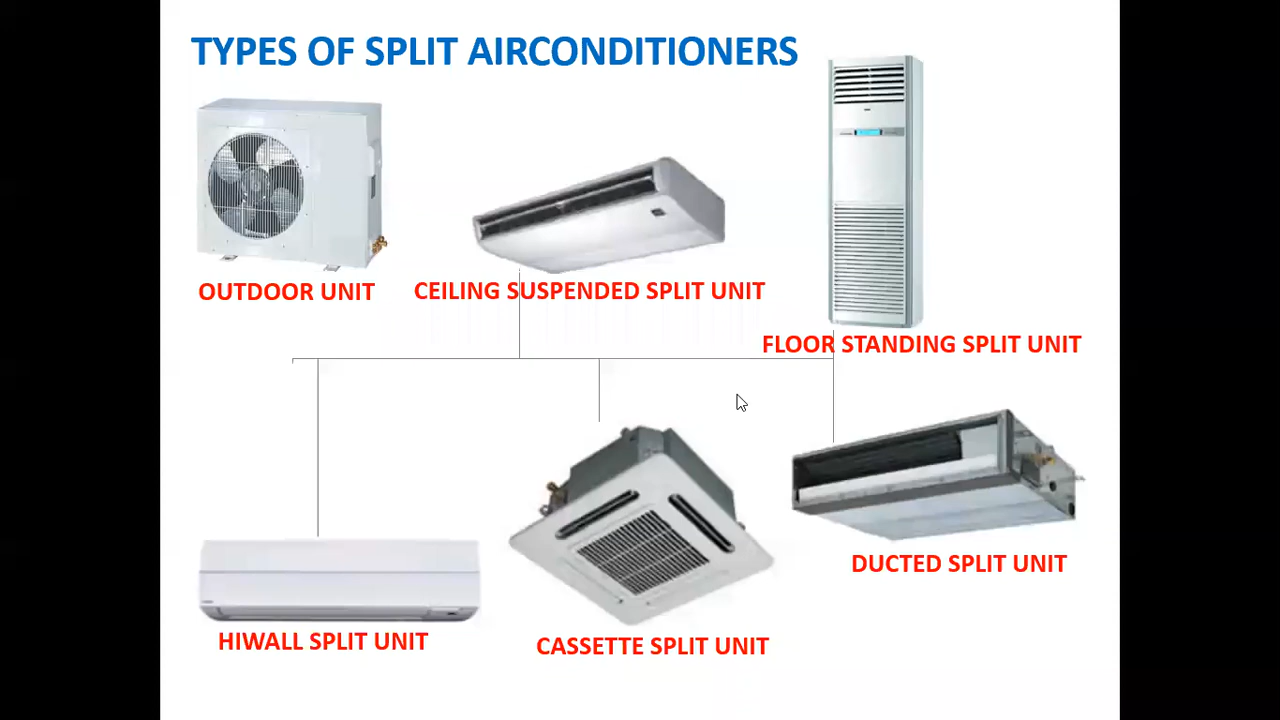 TYPES OF SPLIT AIRCONDITIONERS
OUTDOOR UNIT
CEILING SUSPENDED SPLIT UNIT
FLOOR STANDING SPLIT UNIT
DUCTED SPLIT UNIT
HIWALL SPLIT UNIT
CASSETTE SPLIT UNIT